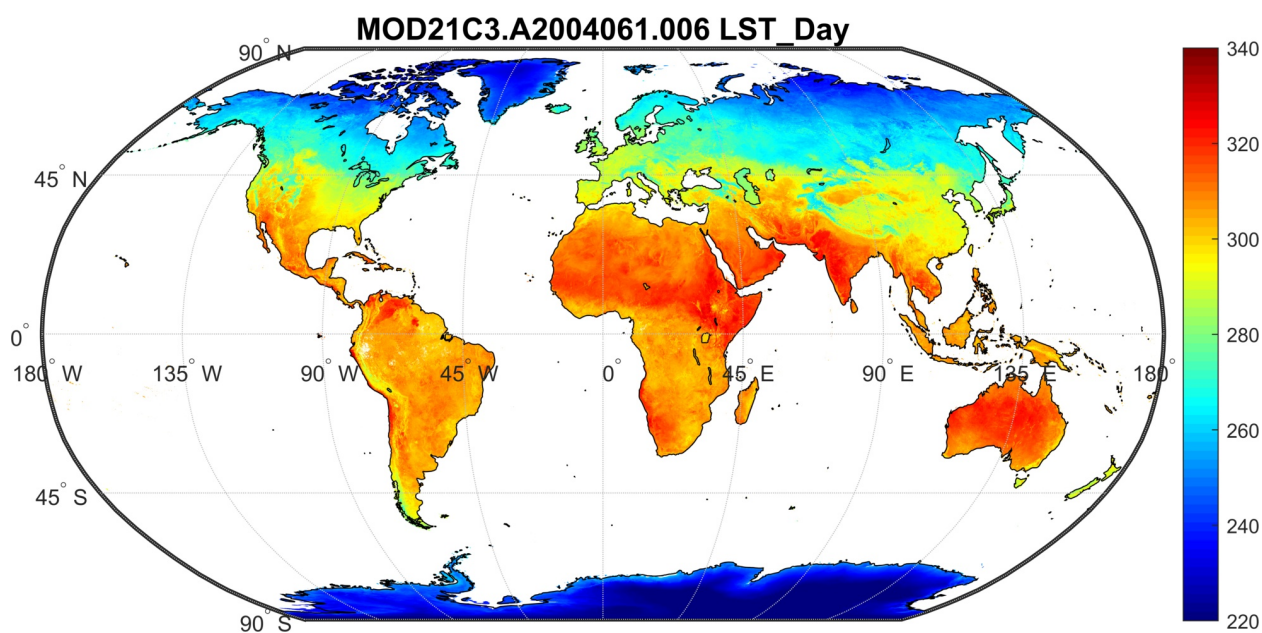 MOD21C3.A2004061.006 LST_Day
90° N
340
320
45° N
300
0°
280
180° W
135° W
90° W
45° W
0°
45° E
90° E
135° E
180°
260
45° S
240
90° S
220